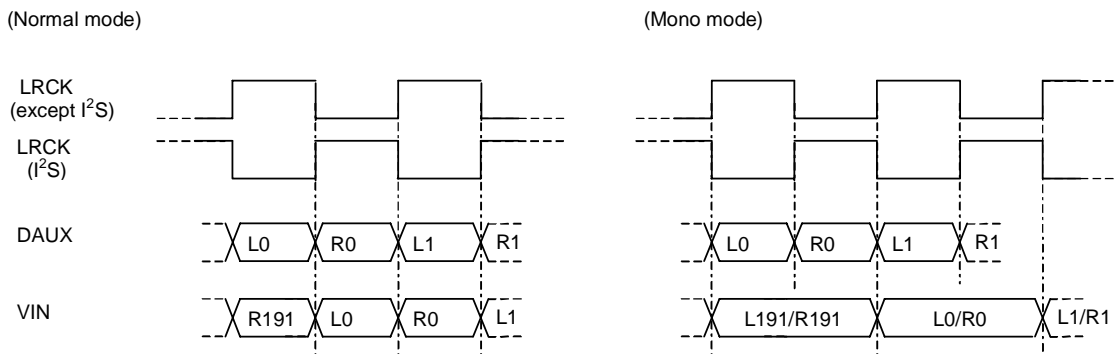 (Normal mode)
(Mono mode)
LRCK
(except I²S)
LRCK
(I²S)
DAUX
L0
R0
L1
R1
L0
R0
L1
R1
VIN
R191
L0
R0
L1
L191/R191
L0/R0
L1/R1